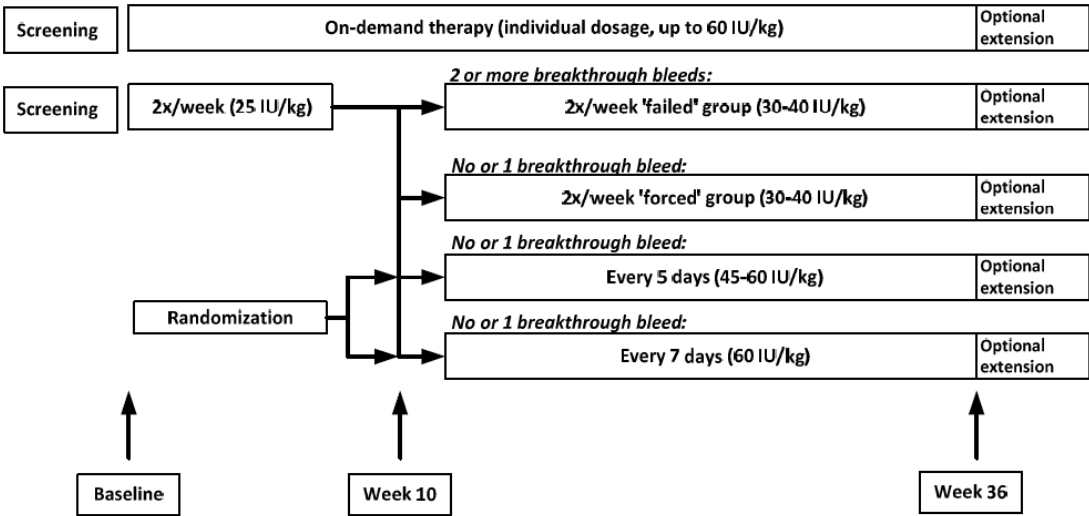 Screening
On-demand therapy (individual dosage, up to 60 IU/kg)
Optional
extension
2 or more breakthrough bleeds:
Screening
2x/week (25 IU/kg)
2x/week 'failed' group (30-40 IU/kg)
Optional
extension
No or 1 breakthrough bleed:
2x/week 'forced' group (30-40 IU/kg)
Optional
extension
No or 1 breakthrough bleed:
Every 5 days (45-60 IU/kg)
Optional
extension
Randomization
No or 1 breakthrough bleed:
Every 7 days (60 IU/kg)
Optional
extension
Baseline
Week 10
Week 36